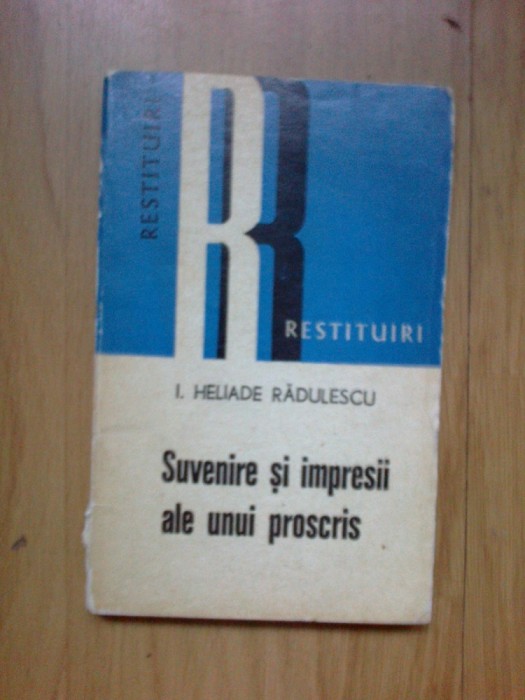 RESTITUIRI
R
RESTITUIRI
I. HELIADE RĂDULESCU
Suvenire și impresii
ale unui proscris